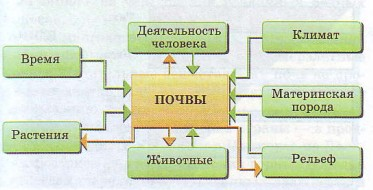 Деятельность
человека
Климат
Время
ПОЧВЫ
Материнская
порода
Растения
Животные
Рельеф